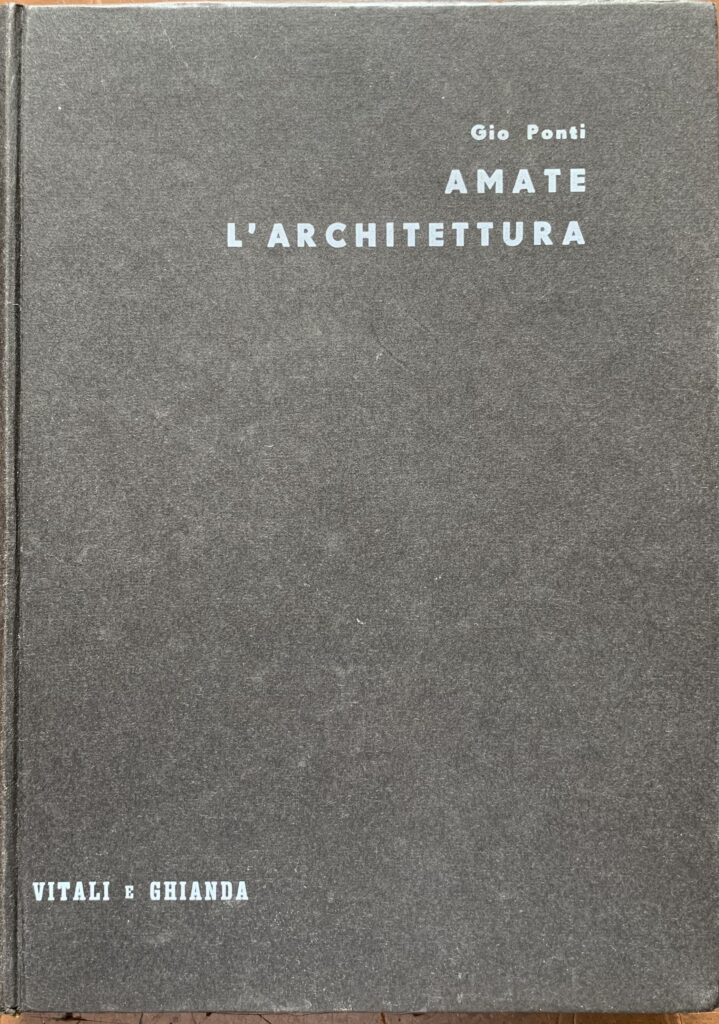 Gio Ponti
AMATE
L'ARCHITETTURA
VITALI E GHIANDA